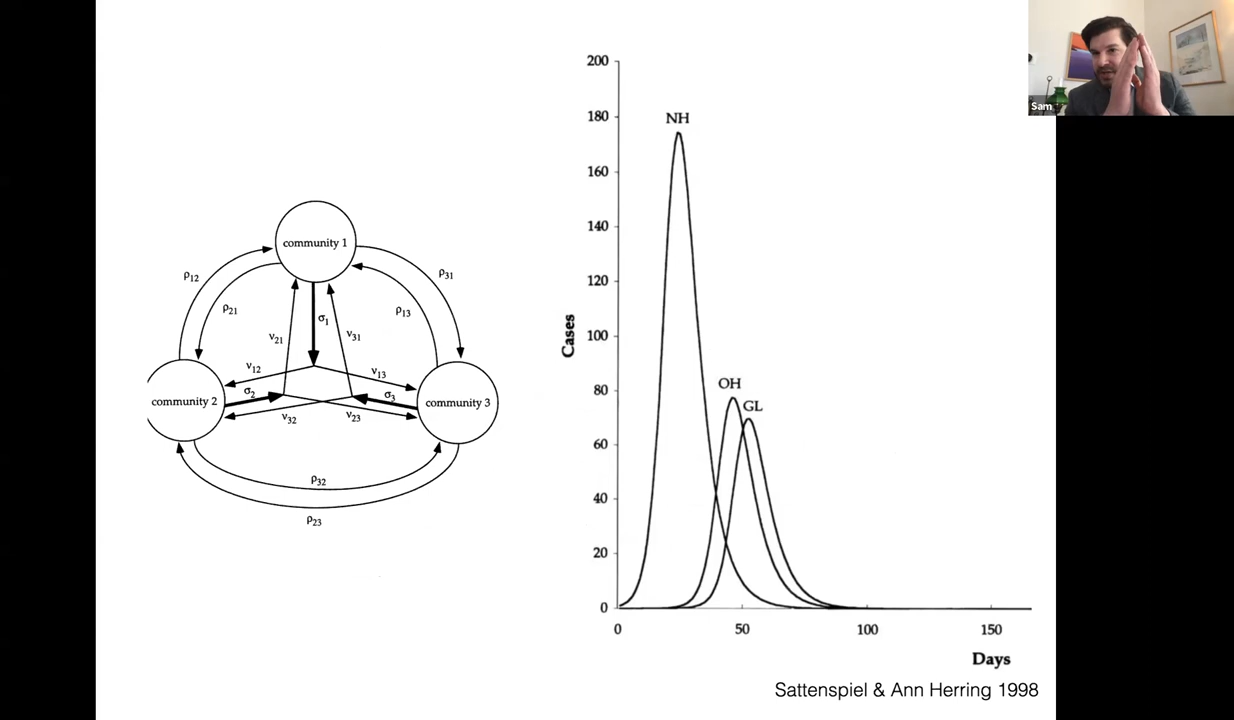 community 1
ρ12
ρ31
ρ21
ρ13
σ1
ν21
ν31
ν12
ν13
σ2
σ3
community 2
community 3
ν32
ν23
ρ32
ρ23
200
180
160
140
120
100
80
60
40
20
0
Cases
NH
OH
GL
0
50
100
150
Days
Sattenspiel & Ann Herring 1998
Sam